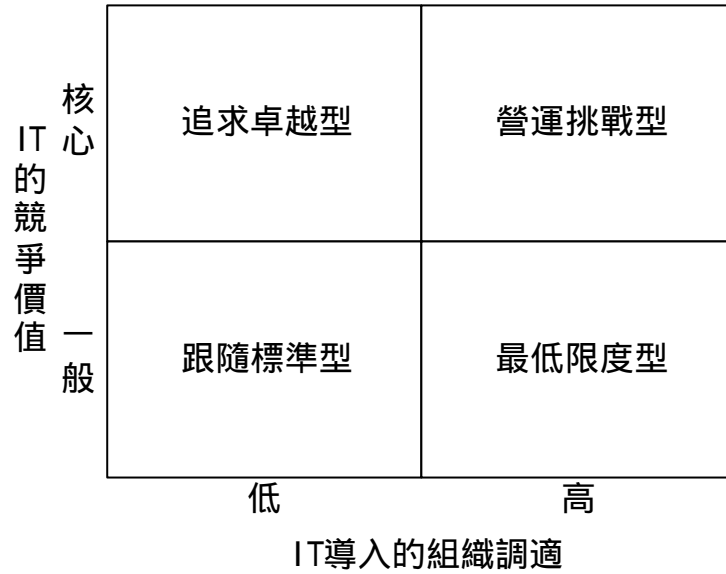 IT的競爭價值
核心
追求卓越型
營運挑戰型
一般
跟隨標準型
最低限度型
低
高
IT導入的組織調適